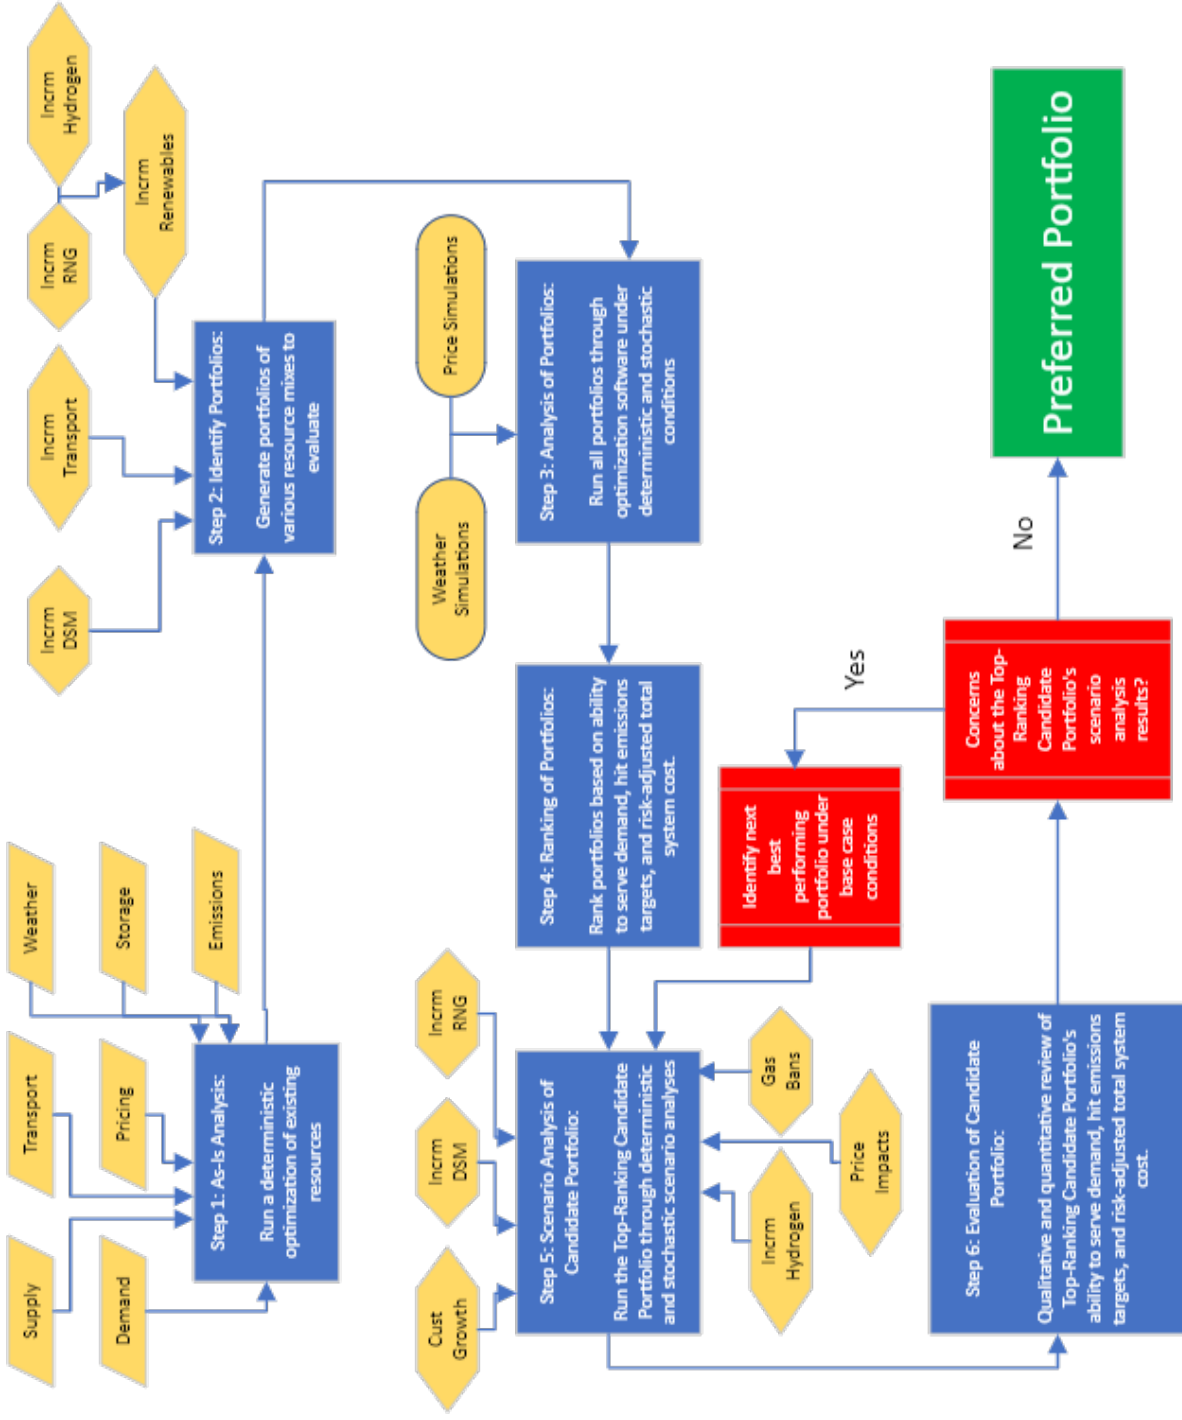 Supply
Transport
Weather
Demand
Pricing
Storage
Emissions
Step 1: As-Is Analysis:
Run a deterministic
optimization of existing
resources
Incrm
DSM
Incrm
Transport
Incrm
RNG
Incrm
Hydrogen
Incrm
Renewables
Step 2: Identify Portfolios:
Generate portfolios of
various resource mixes to
evaluate
Weather
Simulations
Price Simulations
Step 3: Analysis of Portfolios:
Run all portfolios through
optimization software under
deterministic and stochastic
conditions
Step 4: Ranking of Portfolios:
Rank portfolios based on ability
to serve demand, hit emissions
targets, and risk-adjusted total
system cost.
Cust
Growth
Incrm
DSM
Incrm
RNG
Step 5: Scenario Analysis of
Candidate Portfolio:
Run the Top-Ranking Candidate
Portfolio through deterministic
and stochastic scenario analyses
Incrm
Hydrogen
Price
Impacts
Gas
Bans
Identify next
best
performing
portfolio under
base case
conditions
Yes
Step 6: Evaluation of Candidate
Portfolio:
Qualitative and quantitative review of
Top-Ranking Candidate Portfolio's
ability to serve demand, hit emissions
targets, and risk-adjusted total system
cost.
Concerns
about the Top-
Ranking
Candidate
Portfolio's
scenario
analysis
results?
No
Preferred Portfolio